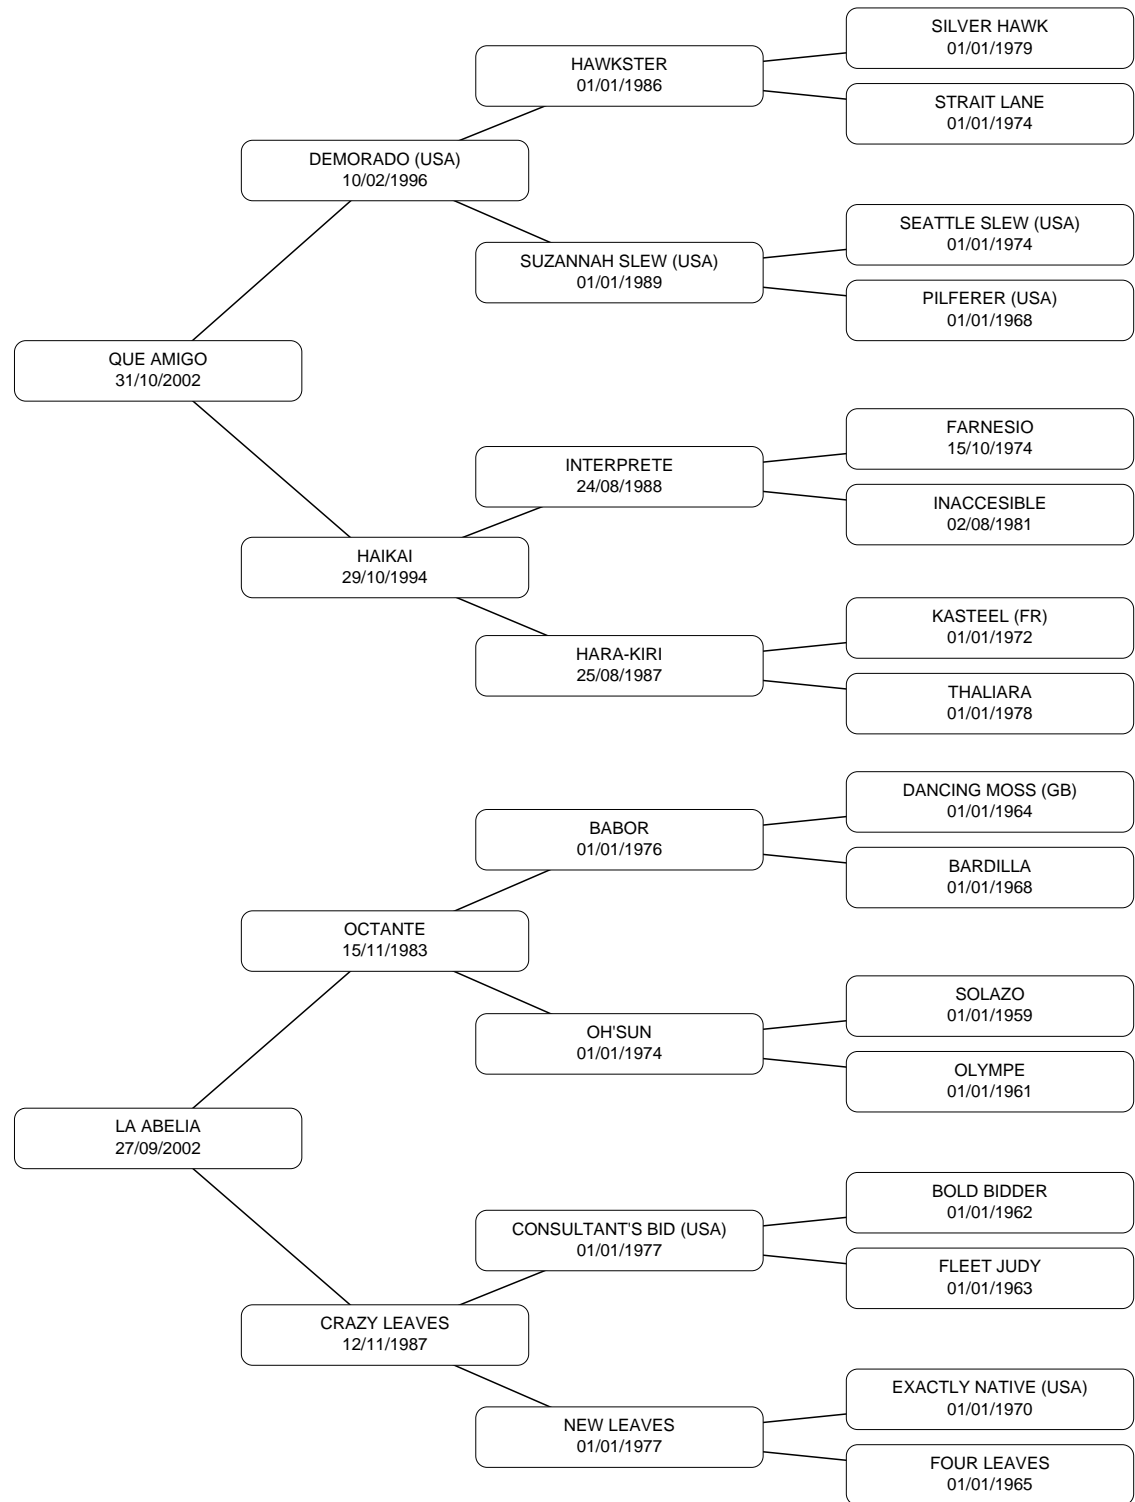 SILVER HAWK
01/01/1979
HAWKSTER
01/01/1986
STRAIT LANE
01/01/1974
DEMORADO (USA)
10/02/1996
SEATTLE SLEW (USA)
01/01/1974
SUZANNAH SLEW (USA)
01/01/1989
PILFERER (USA)
01/01/1968
QUE AMIGO
31/10/2002
FARNESIO
15/10/1974
INTERPRETE
24/08/1988
INACCESIBLE
02/08/1981
HAIKAI
29/10/1994
KASTEEL (FR)
01/01/1972
HARA-KIRI
25/08/1987
THALIARA
01/01/1978
DANCING MOSS (GB)
01/01/1964
BABOR
01/01/1976
BARDILLA
01/01/1968
OCTANTE
15/11/1983
SOLAZO
01/01/1959
OH'SUN
01/01/1974
OLYMPE
01/01/1961
LA ABELIA
27/09/2002
BOLD BIDDER
01/01/1962
CONSULTANT'S BID (USA)
01/01/1977
FLEET JUDY
01/01/1963
CRAZY LEAVES
12/11/1987
EXACTLY NATIVE (USA)
01/01/1970
NEW LEAVES
01/01/1977
FOUR LEAVES
01/01/1965